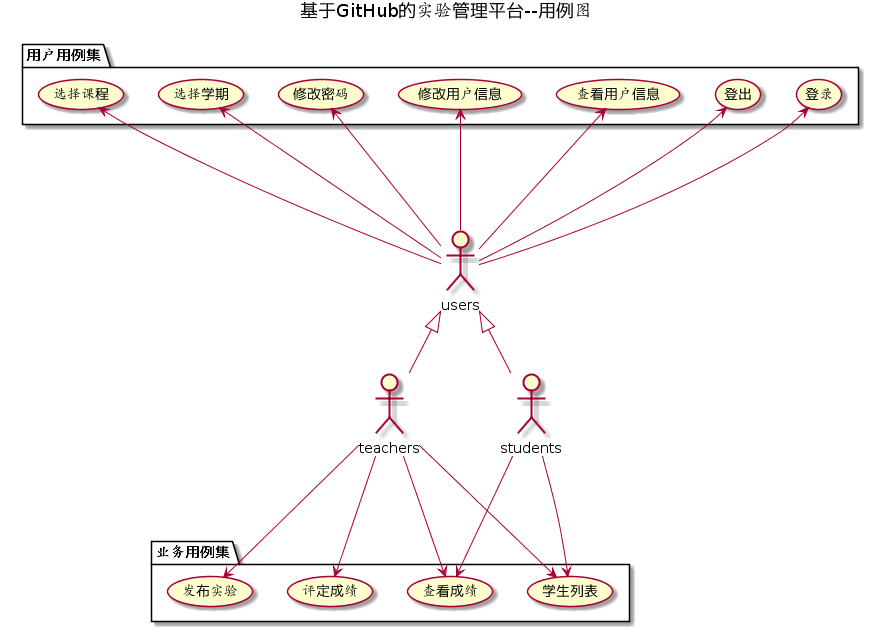 基于GitHub的实验管理平台--用例图
用户用例集
选择课程
选择学期
修改密码
修改用户信息
查看用户信息
登出
登录
users
teachers
students
业务用例集
发布实验
评定成绩
查看成绩
学生列表